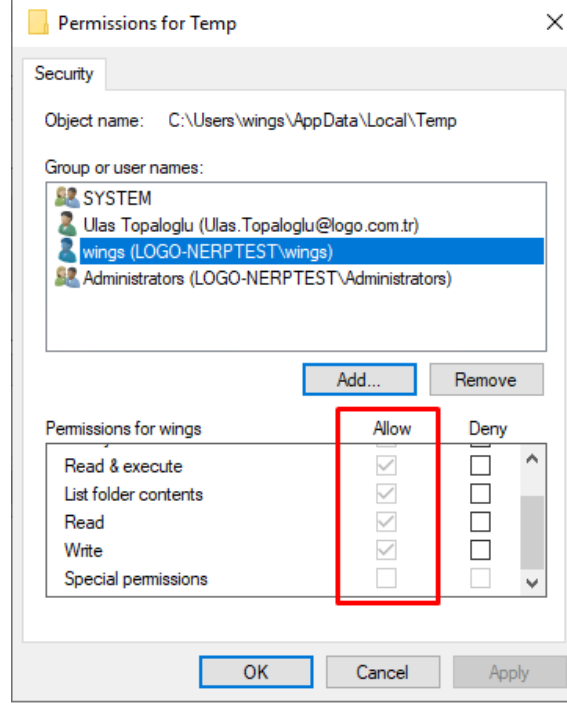 Permissions for Temp
Security
Object name: C:\Users\wings\AppData\Local\Temp
Group or user names:
SYSTEM
Ulas Topaloglu (Ulas.Topaloglu@logo.com.tr)
wings (LOGO-NERPTEST\wings)
Administrators (LOGO-NERPTEST\Administrators)
Add... Remove
Permissions for wings Allow Deny
Read & execute
List folder contents
Read
Write
Special permissions
OK Cancel Apply